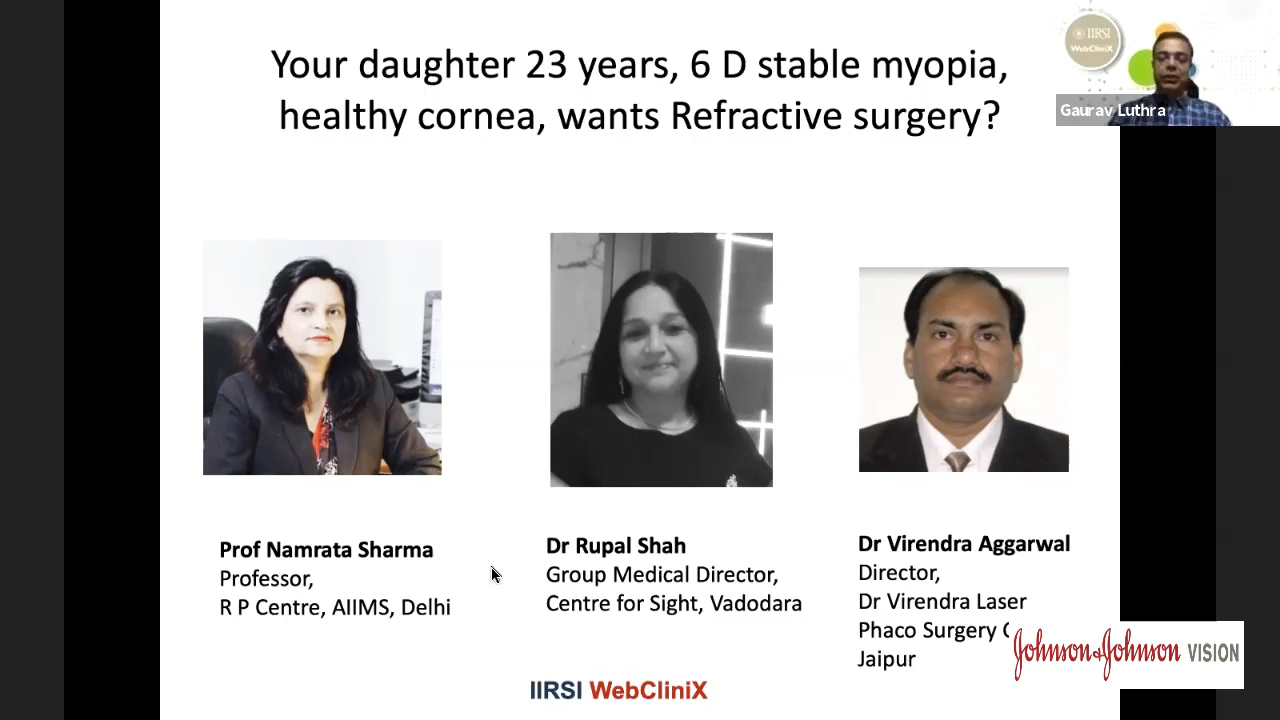 Your daughter 23 years, 6 D stable myopia,
healthy cornea, wants Refractive surgery?
IIRSI
WebCliniX
Gaurav Luthra
Prof Namrata Sharma
Professor,
R P Centre, AIIMS, Delhi
Dr Rupal Shah
Group Medical Director,
Centre for Sight, Vadodara
Dr Virendra Aggarwal
Director,
Dr Virendra Laser
Phaco Surgery
Jaipur
Johnson & Johnson VISION
IIRSI WebCliniX